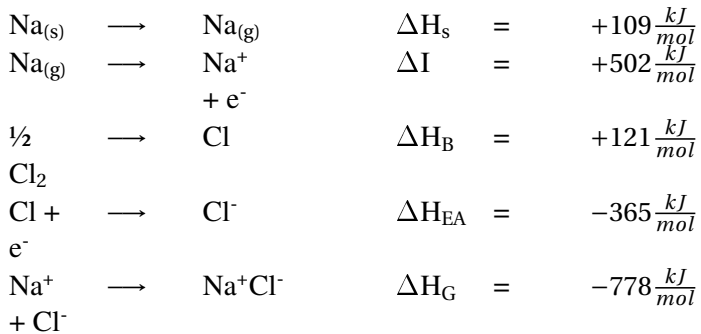 Na(s) ⟶ Na(g) ΔHs = +109 kJ/mol
Na(g) ⟶ Na⁺ ΔI = +502 kJ/mol
+ e⁻
½ ⟶ Cl ΔHB = +121 kJ/mol
Cl₂
Cl + ⟶ Cl⁻ ΔHEA = −365 kJ/mol
e⁻
Na⁺ ⟶ Na⁺Cl⁻ ΔHG = −778 kJ/mol
+ Cl⁻